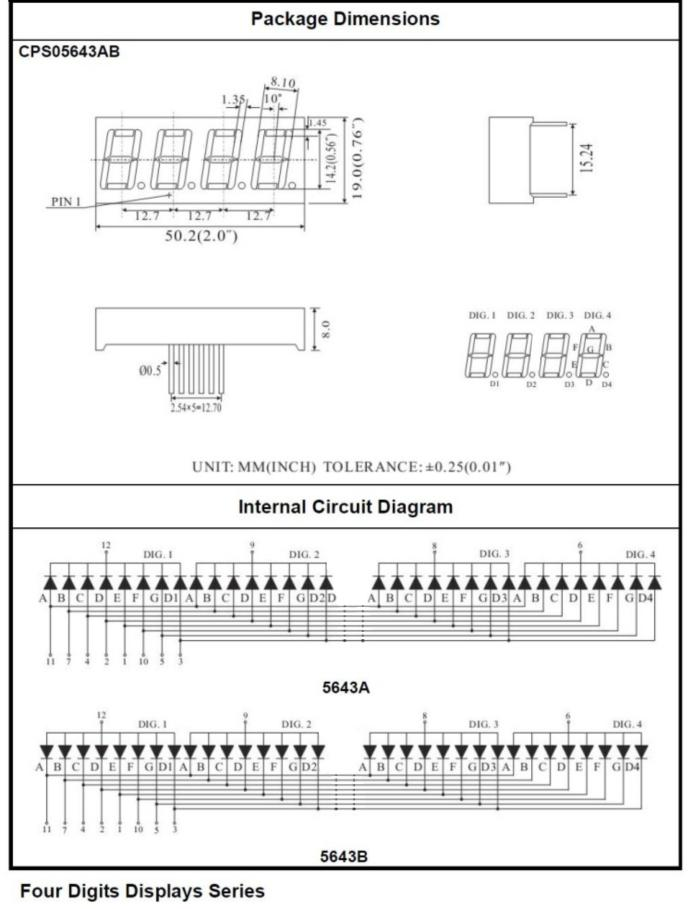 Package Dimensions
CPS05643AB
8.10
1.35 10°
1.45
14.2(0.56")
19.0(0.76")
15.24
PIN 1
12.7 12.7 12.7
50.2(2.0")
8.0
Ø0.5
2.54×5=12.70
DIG. 1 DIG. 2 DIG. 3 DIG. 4
A
F G B
E C
D1 D2 D3 D D4
UNIT: MM(INCH) TOLERANCE: ±0.25(0.01")
Internal Circuit Diagram
12 9 8 6
DIG. 1 DIG. 2 DIG. 3 DIG. 4
A B C D E F G D1 A B C D E F G D2 D A B C D E F G D3 A B C D E F G D4
11 7 4 2 1 10 5 3
5643A
12 9 8 6
DIG. 1 DIG. 2 DIG. 3 DIG. 4
A B C D E F G D1 A B C D E F G D2 A B C D E F G D3 A B C D E F G D4
11 7 4 2 1 10 5 3
5643B
Four Digits Displays Series